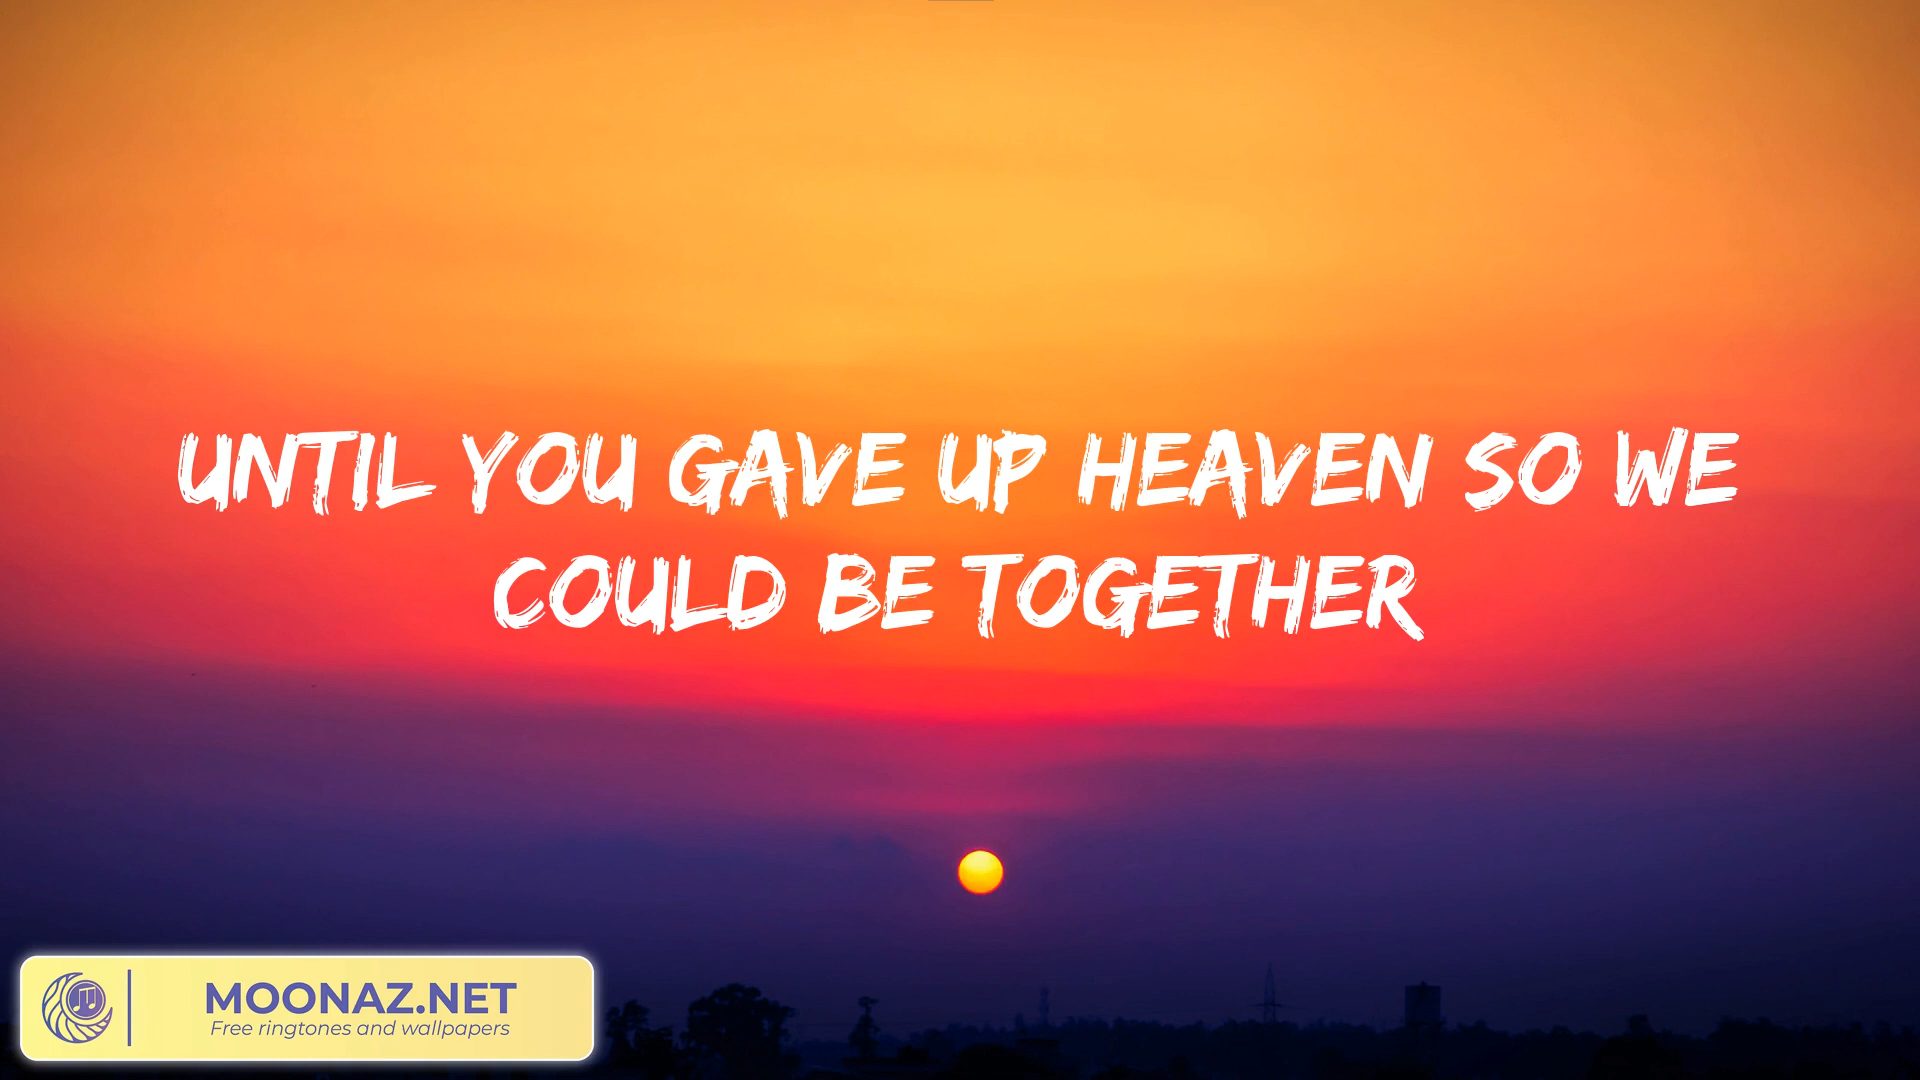 UNTIL YOU GAVE UP HEAVEN SO WE
COULD BE TOGETHER
MOONAZ.NET
Free ringtones and wallpapers